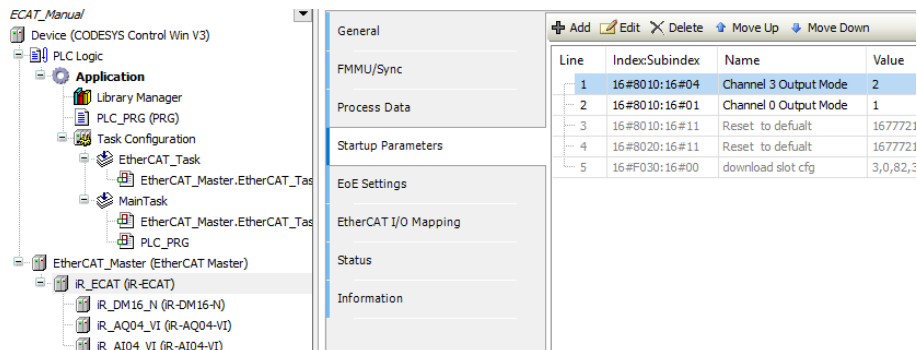 ECAT_Manual
Device (CODESYS Control Win V3)
PLC Logic
Application
Library Manager
PLC_PRG (PRG)
Task Configuration
EtherCAT_Task
EtherCAT_Master.EtherCAT_Tas
MainTask
EtherCAT_Master.EtherCAT_Tas
PLC_PRG
EtherCAT_Master (EtherCAT Master)
iR_ECAT (iR-ECAT)
iR_DM16_N (iR-DM16-N)
iR_AQ04_VI (iR-AQ04-VI)
iR_AI04_VI (iR-AI04-VI)
General
FMMU/Sync
Process Data
Startup Parameters
EoE Settings
EtherCAT I/O Mapping
Status
Information
Add Edit Delete Move Up Move Down
Line Index:Subindex Name Value
1 16#8010:16#04 Channel 3 Output Mode 2
2 16#8010:16#01 Channel 0 Output Mode 1
3 16#8010:16#11 Reset to defualt 1677721
4 16#8020:16#11 Reset to defualt 1677721
5 16#F030:16#00 download slot cfg 3,0,82,3